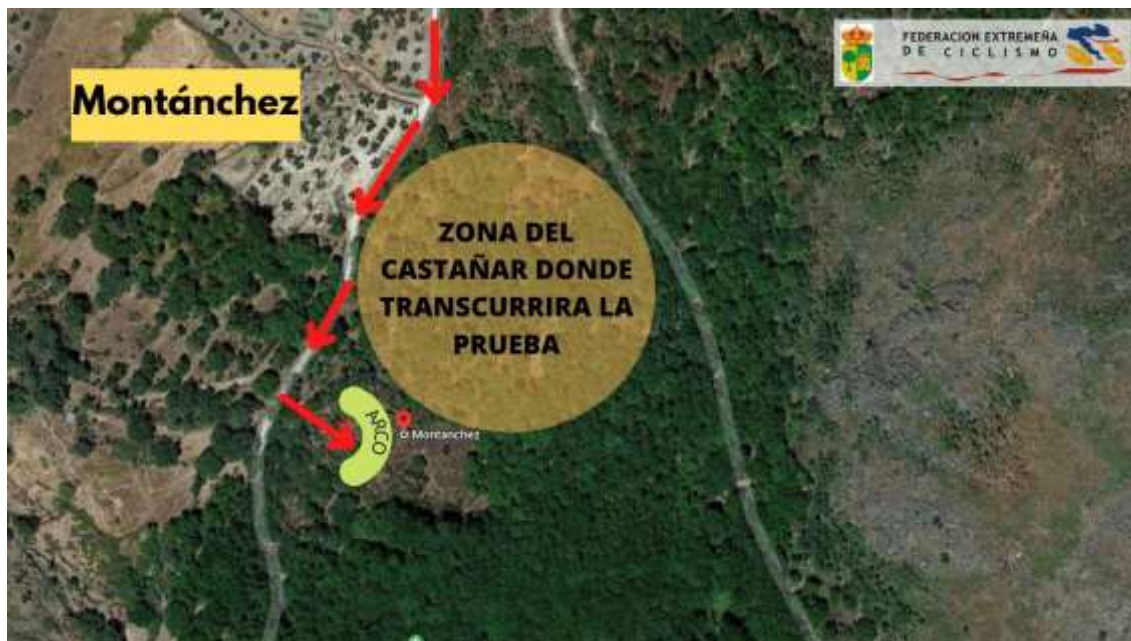 Montánchez
FEDERACION EXTREMEÑA
DE CICLISMO
ZONA DEL
CASTAÑAR DONDE
TRANSCURRIRA LA
PRUEBA
ARCO
Montanchez